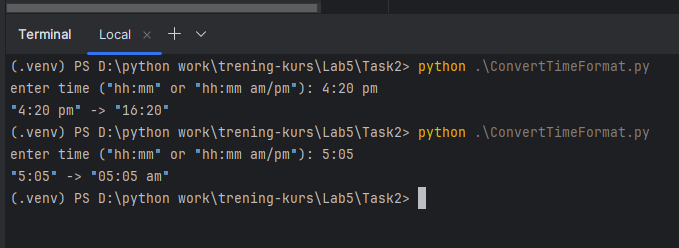 Terminal Local
(.venv) PS D:\python work\trening-kurs\Lab5\Task2> python .\ConvertTimeFormat.py
enter time ("hh:mm" or "hh:mm am/pm"): 4:20 pm
"4:20 pm" -> "16:20"
(.venv) PS D:\python work\trening-kurs\Lab5\Task2> python .\ConvertTimeFormat.py
enter time ("hh:mm" or "hh:mm am/pm"): 5:05
"5:05" -> "05:05 am"
(.venv) PS D:\python work\trening-kurs\Lab5\Task2>